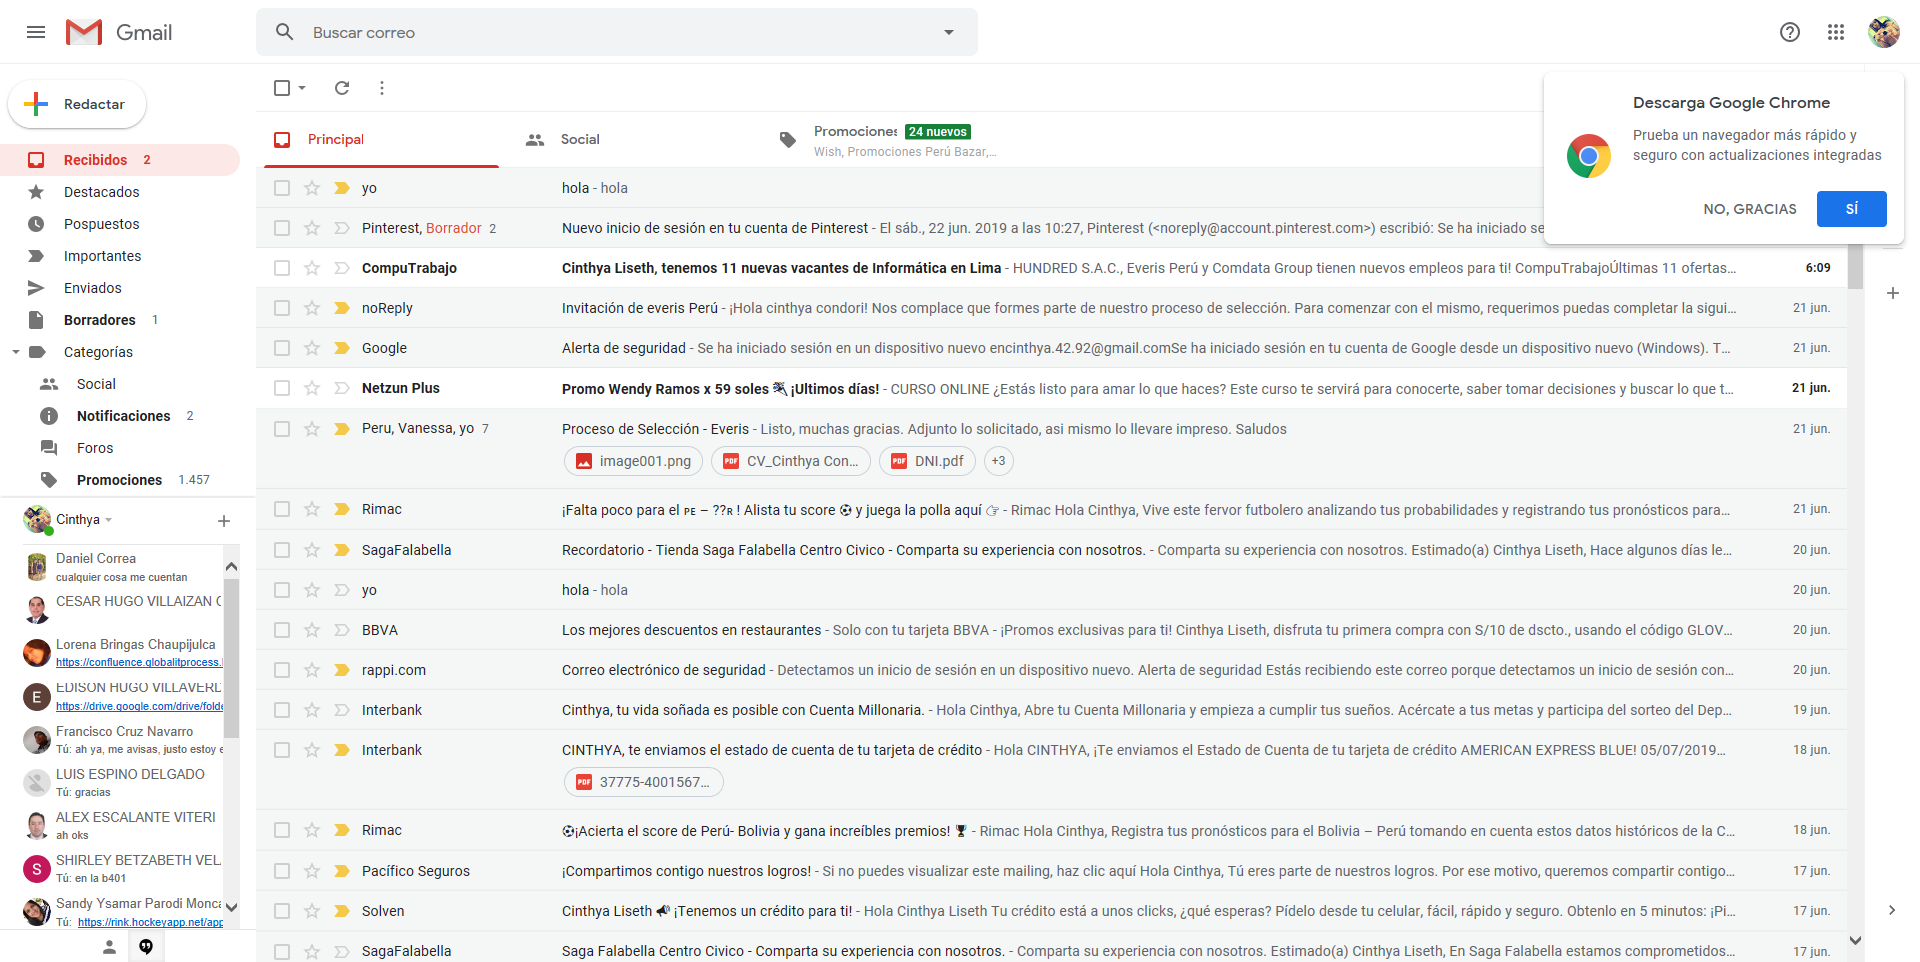 Gmail
Buscar correo
Redactar
Recibidos 2
Destacados
Pospuestos
Importantes
Enviados
Borradores 1
Categorías
Social
Notificaciones 2
Foros
Promociones 1.457
Cinthya
Daniel Correa
cualquier cosa me cuentan
CESAR HUGO VILLAIZAN
Lorena Bringas Chaupijulca
https://confluence.globalitprocess.
EDISON HUGO VILLAVER
https://drive.google.com/drive/folde
Francisco Cruz Navarro
Tú: ah ya, me avisas, justo estoy e
LUIS ESPINO DELGADO
Tú: gracias
ALEX ESCALANTE VITERI
ah oks
SHIRLEY BETZABETH VEL
Tú: en la b401
Sandy Ysamar Parodi Monca
Tú: https://rink.hockeyapp.net/app
Principal
Social
Promociones 24 nuevos
Wish, Promociones Perú Bazar,...
Descarga Google Chrome
Prueba un navegador más rápido y
seguro con actualizaciones integradas
NO, GRACIAS SÍ
yo hola - hola
Pinterest, Borrador 2 Nuevo inicio de sesión en tu cuenta de Pinterest - El sáb., 22 jun. 2019 a las 10:27, Pinterest (<noreply@account.pinterest.com>) escribió: Se ha iniciado se
CompuTrabajo Cinthya Liseth, tenemos 11 nuevas vacantes de Informática en Lima - HUNDRED S.A.C., Everis Perú y Comdata Group tienen nuevos empleos para ti! CompuTrabajoÚltimas 11 ofertas... 6:09
noReply Invitación de everis Perú - ¡Hola cinthya condori! Nos complace que formes parte de nuestro proceso de selección. Para comenzar con el mismo, requerimos puedas completar la sigui... 21 jun.
Google Alerta de seguridad - Se ha iniciado sesión en un dispositivo nuevo encinthya.42.92@gmail.comSe ha iniciado sesión en tu cuenta de Google desde un dispositivo nuevo (Windows). T... 21 jun.
Netzun Plus Promo Wendy Ramos x 59 soles ¡Ultimos días! - CURSO ONLINE ¿Estás listo para amar lo que haces? Este curso te servirá para conocerte, saber tomar decisiones y buscar lo que t... 21 jun.
Peru, Vanessa, yo 7 Proceso de Selección - Everis - Listo, muchas gracias. Adjunto lo solicitado, asi mismo lo llevare impreso. Saludos 21 jun.
image001.png PDF CV_Cinthya Con... PDF DNI.pdf +3
Rimac ¡Falta poco para el PE – ??R ! Alista tu score ⚽ y juega la polla aquí 👉 - Rimac Hola Cinthya, Vive este fervor futbolero analizando tus probabilidades y registrando tus pronósticos para... 21 jun.
SagaFalabella Recordatorio - Tienda Saga Falabella Centro Civico - Comparta su experiencia con nosotros. - Comparta su experiencia con nosotros. Estimado(a) Cinthya Liseth, Hace algunos días le... 20 jun.
yo hola - hola 20 jun.
BBVA Los mejores descuentos en restaurantes - Solo con tu tarjeta BBVA - ¡Promos exclusivas para ti! Cinthya Liseth, disfruta tu primera compra con S/10 de dscto., usando el código GLOV... 20 jun.
rappi.com Correo electrónico de seguridad - Detectamos un inicio de sesión en un dispositivo nuevo. Alerta de seguridad Estás recibiendo este correo porque detectamos un inicio de sesión con... 20 jun.
Interbank Cinthya, tu vida soñada es posible con Cuenta Millonaria. - Hola Cinthya, Abre tu Cuenta Millonaria y empieza a cumplir tus sueños. Acércate a tus metas y participa del sorteo del Dep... 19 jun.
Interbank CINTHYA, te enviamos el estado de cuenta de tu tarjeta de crédito - Hola CINTHYA, ¡Te enviamos el Estado de Cuenta de tu tarjeta de crédito AMERICAN EXPRESS BLUE! 05/07/2019... 18 jun.
PDF 37775-4001567...
Rimac ⚽¡Acierta el score de Perú- Bolivia y gana increíbles premios! 🏆 - Rimac Hola Cinthya, Registra tus pronósticos para el Bolivia – Perú tomando en cuenta estos datos históricos de la C... 18 jun.
Pacífico Seguros ¡Compartimos contigo nuestros logros! - Si no puedes visualizar este mailing, haz clic aquí Hola Cinthya, Tú eres parte de nuestros logros. Por ese motivo, queremos compartir contigo... 17 jun.
Solven Cinthya Liseth 📢 ¡Tenemos un crédito para ti! - Hola Cinthya Liseth Tu crédito está a unos clicks, ¿qué esperas? Pídelo desde tu celular, fácil, rápido y seguro. Obtenlo en 5 minutos: ¡Pi... 17 jun.
SagaFalabella Saga Falabella Centro Civico - Comparta su experiencia con nosotros. - Comparta su experiencia con nosotros. Estimado(a) Cinthya Liseth, En Saga Falabella estamos comprometidos... 17 jun.